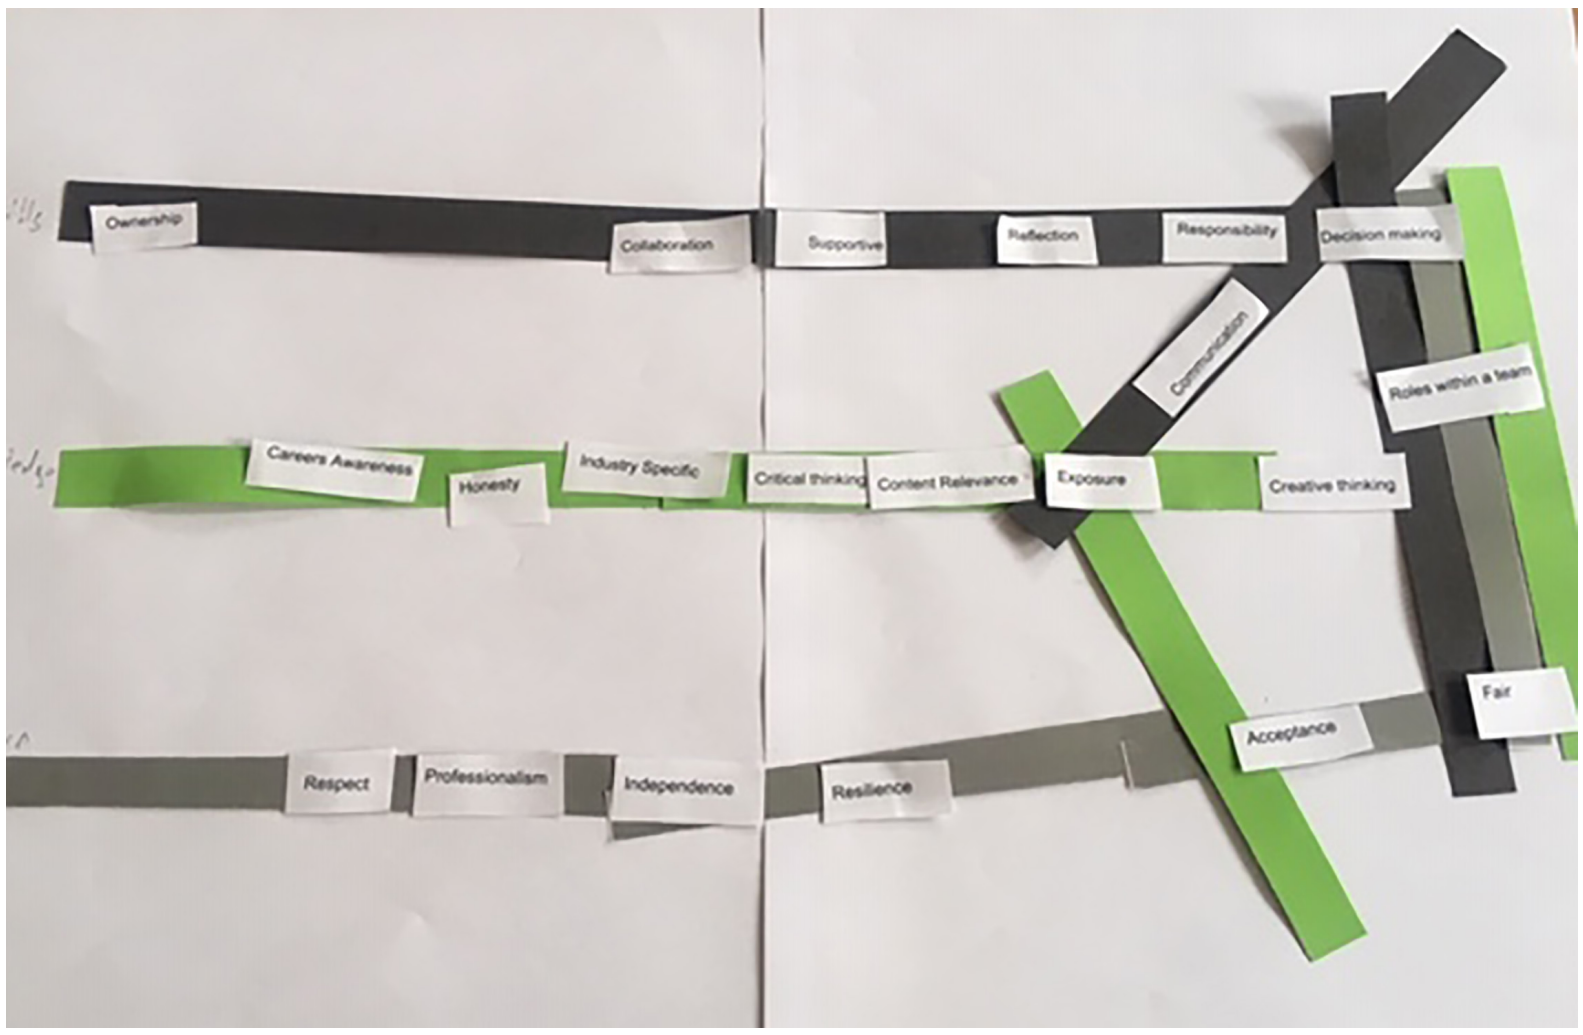 Ownership
Collaboration
Supportive
Reflection
Responsibility
Decision making
Communication
Roles within a team
Careers Awareness
Honesty
Industry Specific
Critical thinking
Content Relevance
Exposure
Creative thinking
Fair
Acceptance
Respect
Professionalism
Independence
Resilience